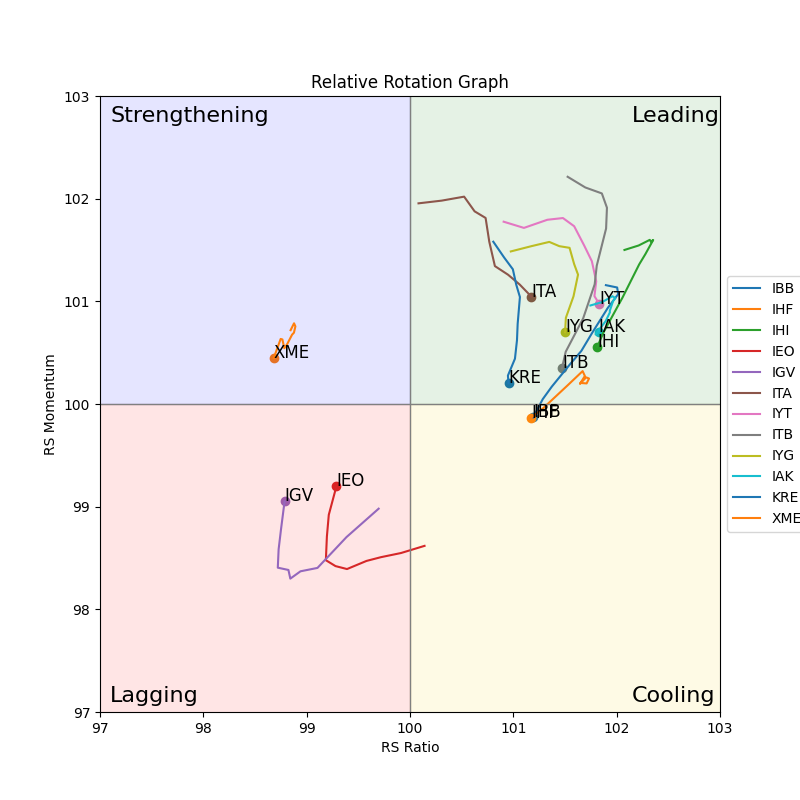 Relative Rotation Graph
103
Strengthening
Leading
102
101
100
99
98
97
RS Momentum
ITA
IYT
IYG
IAK
IHI
XME
ITB
KRE
IBB
IEO
IGV
Lagging
Cooling
97
98
99
100
101
102
103
RS Ratio
IBB
IHF
IHI
IEO
IGV
ITA
IYT
ITB
IYG
IAK
KRE
XME